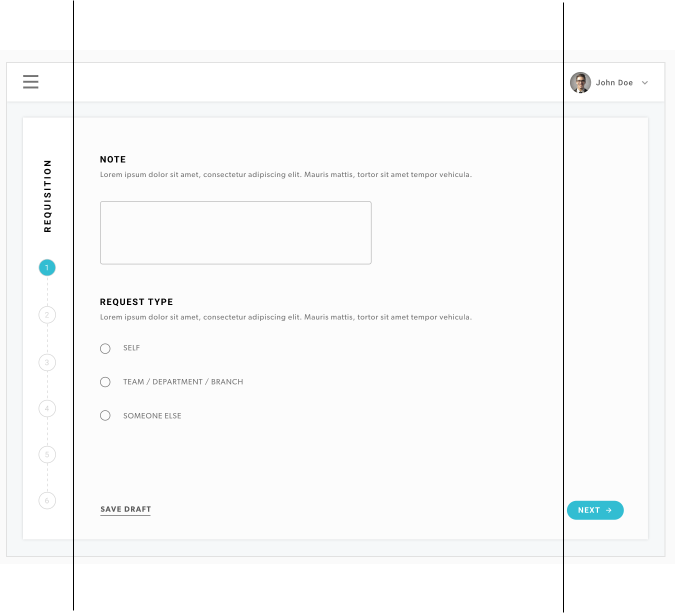 John Doe
REQUISITION
1
2
3
4
5
6
NOTE
Lorem ipsum dolor sit amet, consectetur adipiscing elit. Mauris mattis, tortor sit amet tempor vehicula.
REQUEST TYPE
Lorem ipsum dolor sit amet, consectetur adipiscing elit. Mauris mattis, tortor sit amet tempor vehicula.
SELF
TEAM / DEPARTMENT / BRANCH
SOMEONE ELSE
SAVE DRAFT
NEXT →